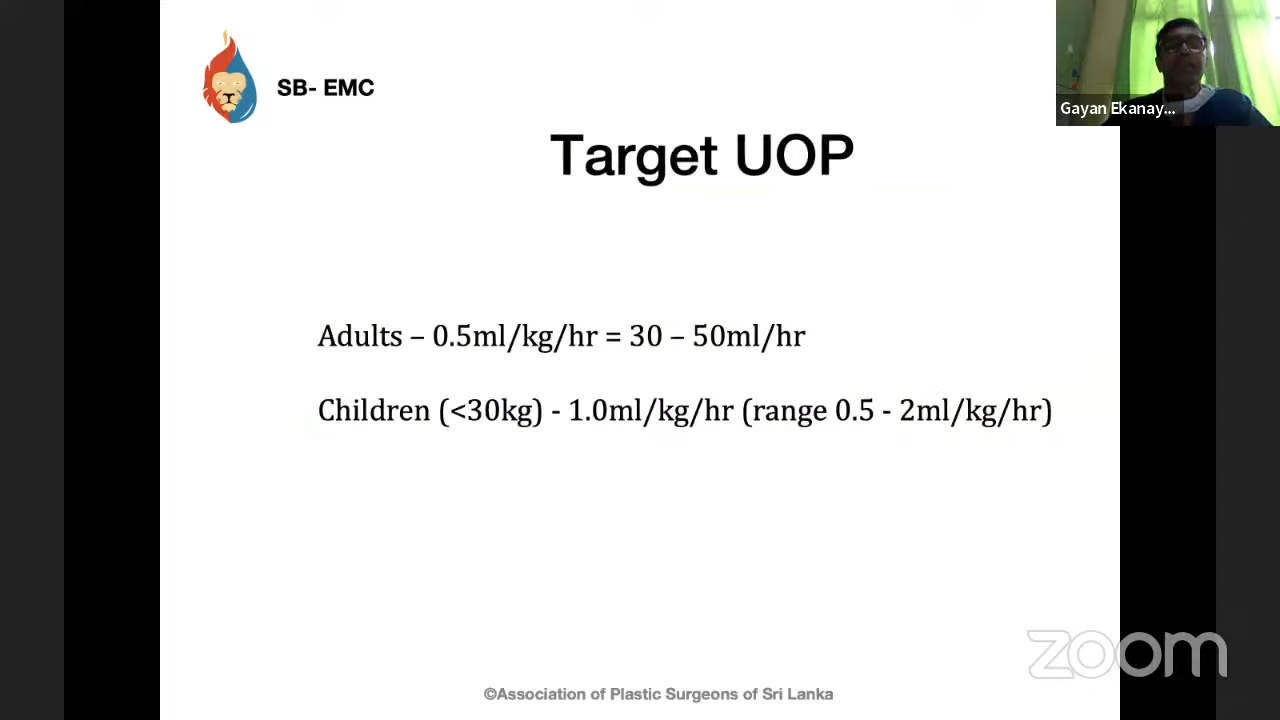 SB- EMC
Gayan Ekanay...
Target UOP
Adults – 0.5ml/kg/hr = 30 – 50ml/hr
Children (<30kg) - 1.0ml/kg/hr (range 0.5 - 2ml/kg/hr)
zoom
©Association of Plastic Surgeons of Sri Lanka